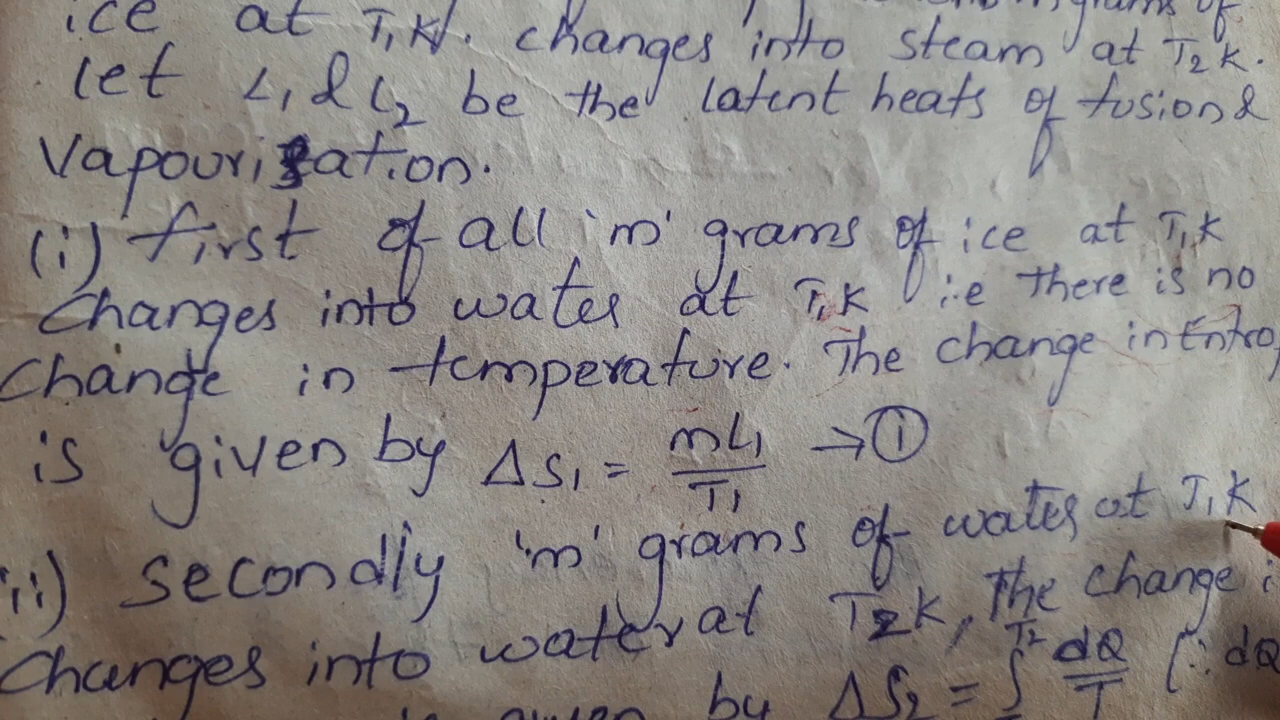 ice at T₁K. changes into steam at T₂K.
Let L₁ & L₂ be the latent heats of fusion &
Vapourisation.
(i) first of all 'm' grams of ice at T₁K
Changes into water at T₁K i.e there is no
Change in temperature. The change in Entro
is given by ΔS₁ = mL₁/T₁ → ①
ii) Secondly 'm' grams of water at T₁K
Changes into water at T₂K, The change i
by ΔS₂ = ∫ T₂ dQ/T (∵ dQ